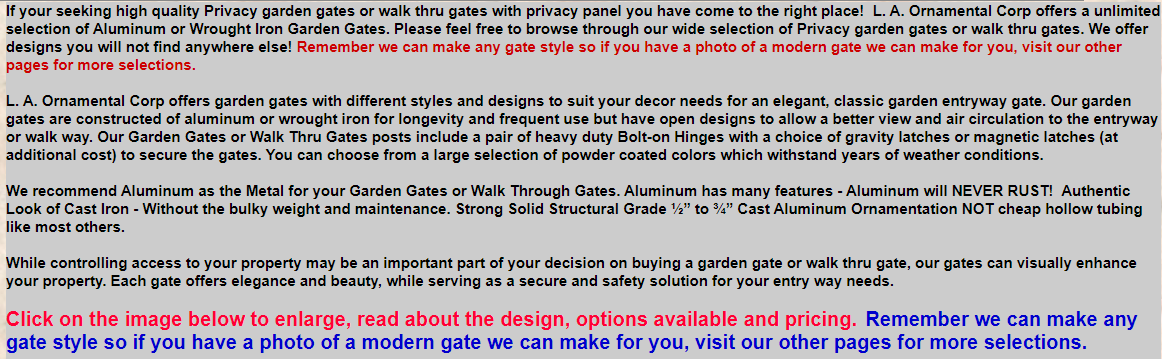 If your seeking high quality Privacy garden gates or walk thru gates with privacy panel you have come to the right place!  L. A. Ornamental Corp offers a unlimited
selection of Aluminum or Wrought Iron Garden Gates. Please feel free to browse through our wide selection of Privacy garden gates or walk thru gates. We offer
designs you will not find anywhere else! Remember we can make any gate style so if you have a photo of a modern gate we can make for you, visit our other
pages for more selections.
L. A. Ornamental Corp offers garden gates with different styles and designs to suit your decor needs for an elegant, classic garden entryway gate. Our garden
gates are constructed of aluminum or wrought iron for longevity and frequent use but have open designs to allow a better view and air circulation to the entryway
or walk way. Our Garden Gates or Walk Thru Gates posts include a pair of heavy duty Bolt-on Hinges with a choice of gravity latches or magnetic latches (at
additional cost) to secure the gates. You can choose from a large selection of powder coated colors which withstand years of weather conditions.
We recommend Aluminum as the Metal for your Garden Gates or Walk Through Gates. Aluminum has many features - Aluminum will NEVER RUST!  Authentic
Look of Cast Iron - Without the bulky weight and maintenance. Strong Solid Structural Grade ½” to ¾” Cast Aluminum Ornamentation NOT cheap hollow tubing
like most others.
While controlling access to your property may be an important part of your decision on buying a garden gate or walk thru gate, our gates can visually enhance
your property. Each gate offers elegance and beauty, while serving as a secure and safety solution for your entry way needs.
Click on the image below to enlarge, read about the design, options available and pricing. Remember we can make any
gate style so if you have a photo of a modern gate we can make for you, visit our other pages for more selections.